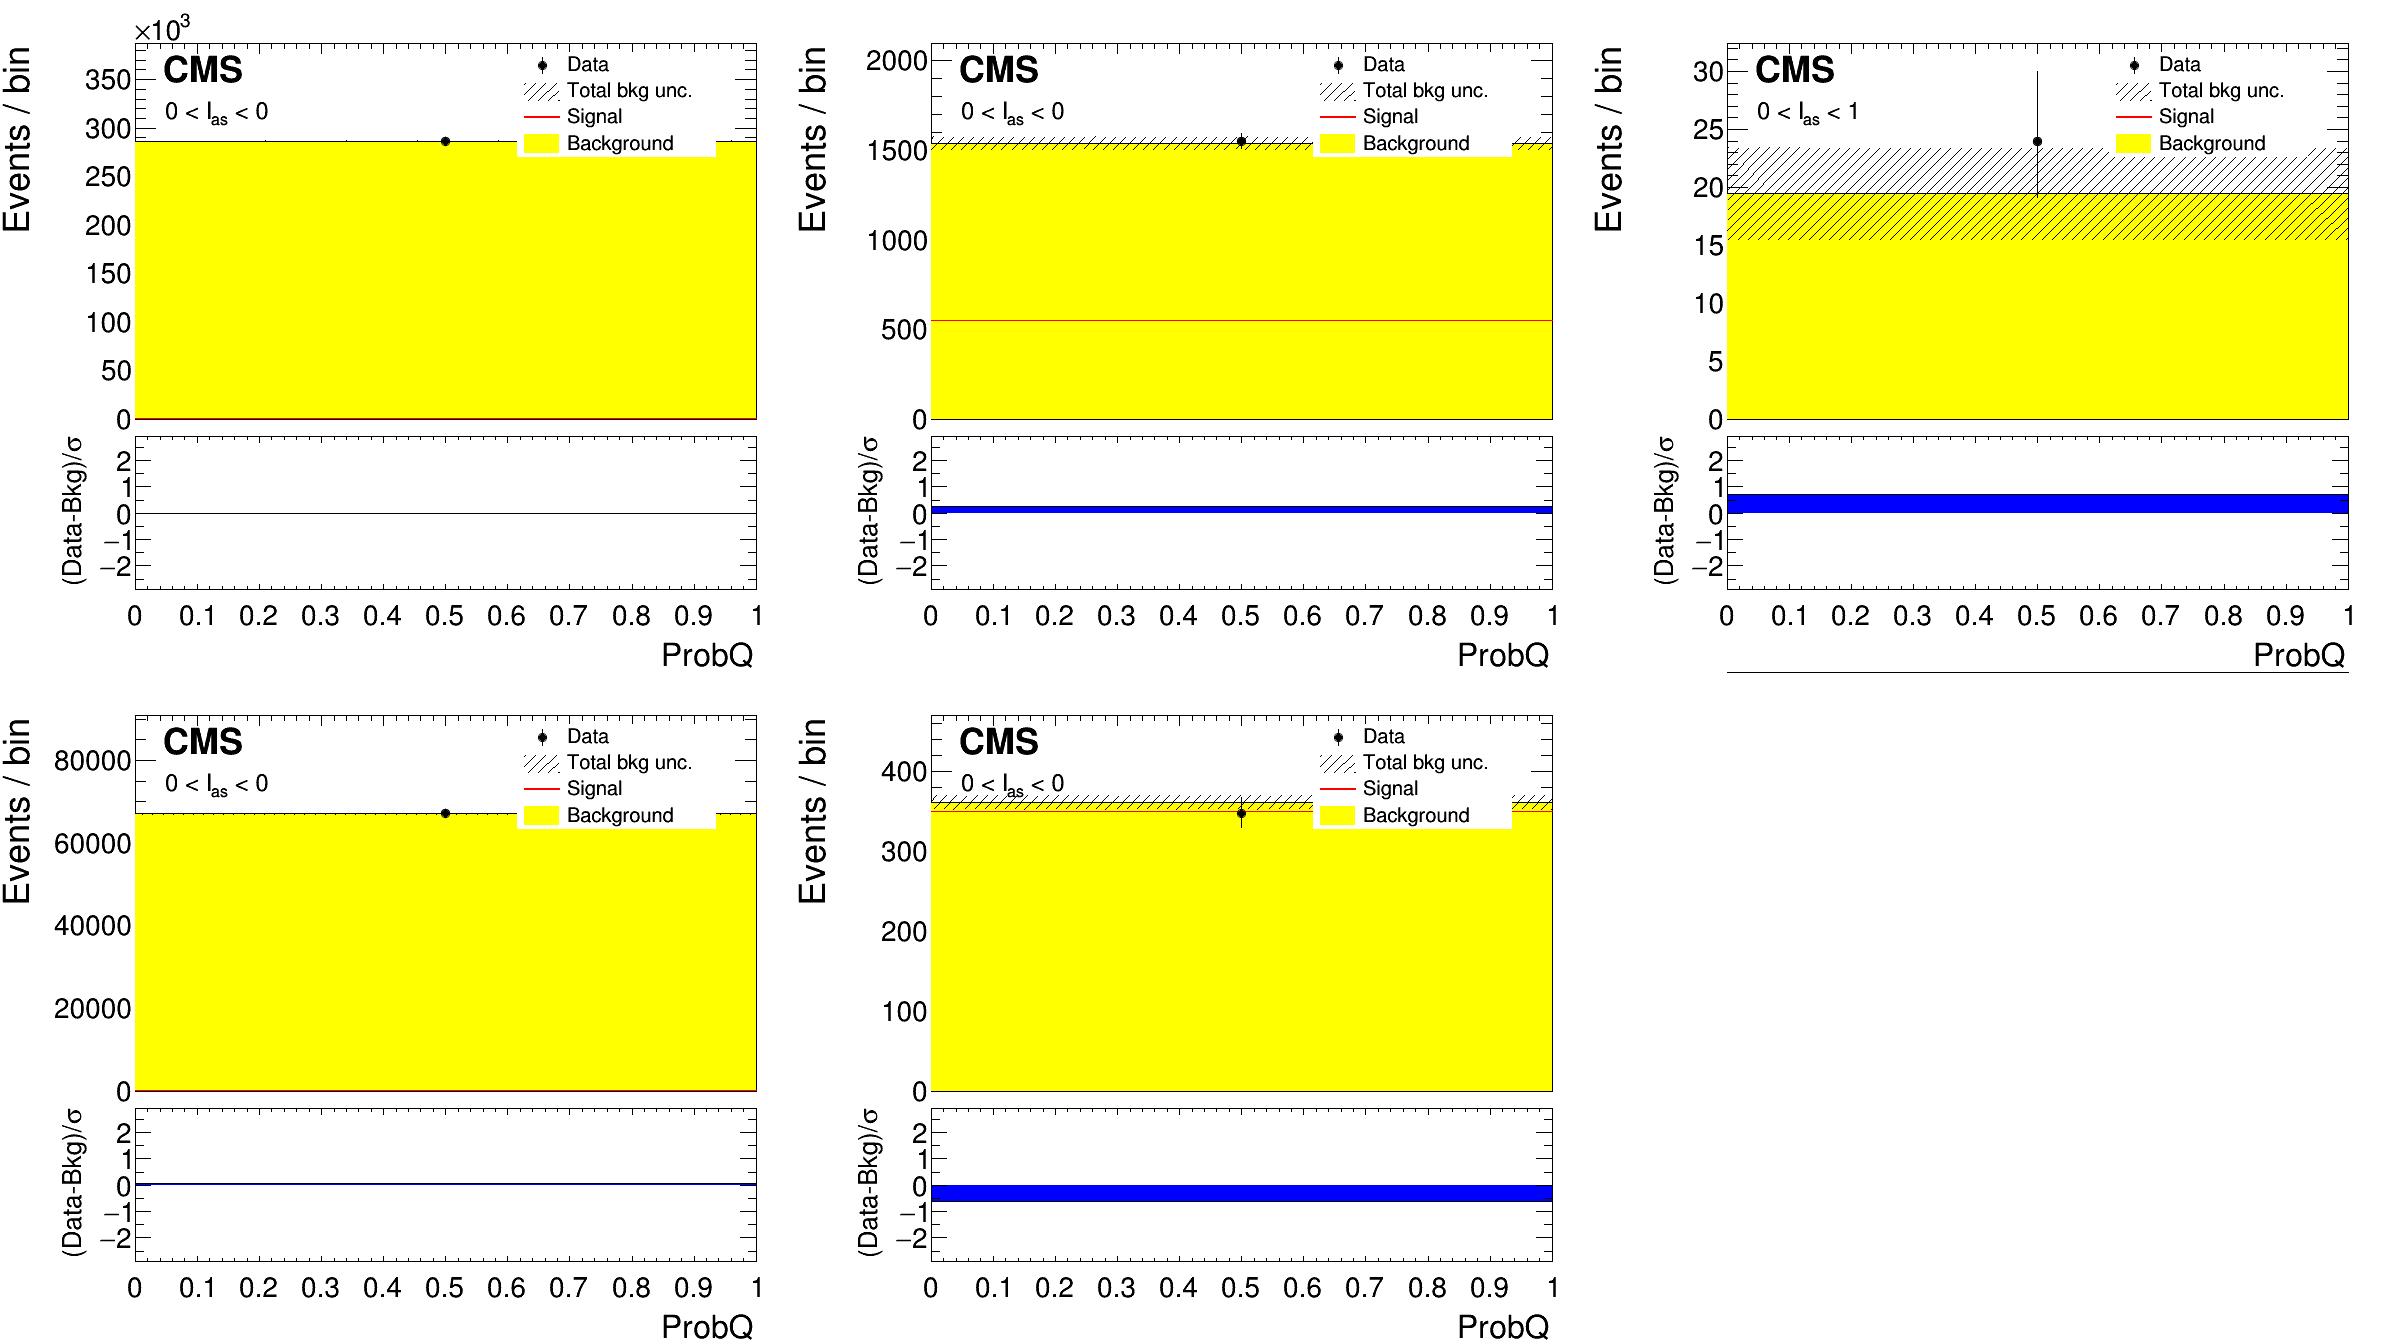 ×10³
Events / bin
350
300
250
200
150
100
50
0
CMS
0 < Ias < 0
Data
Total bkg unc.
Signal
Background
(Data-Bkg)/σ
2
1
0
−1
−2
0 0.1 0.2 0.3 0.4 0.5 0.6 0.7 0.8 0.9 1
ProbQ
Events / bin
2000
1500
1000
500
0
CMS
0 < Ias < 0
Data
Total bkg unc.
Signal
Background
(Data-Bkg)/σ
2
1
0
−1
−2
0 0.1 0.2 0.3 0.4 0.5 0.6 0.7 0.8 0.9 1
ProbQ
Events / bin
30
25
20
15
10
5
0
CMS
0 < Ias < 1
Data
Total bkg unc.
Signal
Background
(Data-Bkg)/σ
2
1
0
−1
−2
0 0.1 0.2 0.3 0.4 0.5 0.6 0.7 0.8 0.9 1
ProbQ
Events / bin
80000
60000
40000
20000
0
CMS
0 < Ias < 0
Data
Total bkg unc.
Signal
Background
(Data-Bkg)/σ
2
1
0
−1
−2
0 0.1 0.2 0.3 0.4 0.5 0.6 0.7 0.8 0.9 1
ProbQ
Events / bin
400
300
200
100
0
CMS
0 < Ias < 0
Data
Total bkg unc.
Signal
Background
(Data-Bkg)/σ
2
1
0
−1
−2
0 0.1 0.2 0.3 0.4 0.5 0.6 0.7 0.8 0.9 1
ProbQ